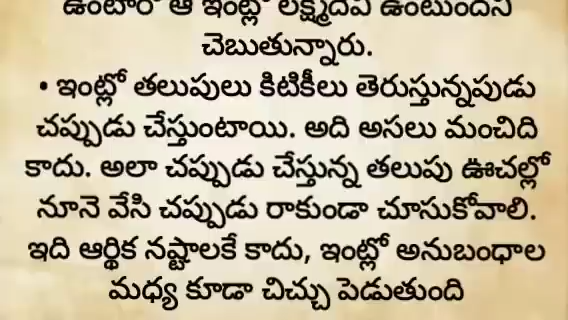 ఉంటారో ఆ ఇంట్లో లక్ష్మీదేవి ఉంటుందని
చెబుతున్నారు.
• ఇంట్లో తలుపులు కిటికీలు తెరుస్తున్నపుడు
చప్పుడు చేస్తుంటాయి. అది అసలు మంచిది
కాదు. అలా చప్పుడు చేస్తున్న తలుపు ఊచల్లో
నూనె వేసి చప్పుడు రాకుండా చూసుకోవాలి.
ఇది ఆర్థిక నష్టాలకే కాదు, ఇంట్లో అనుబంధాల
మధ్య కూడా చిచ్చు పెడుతుంది